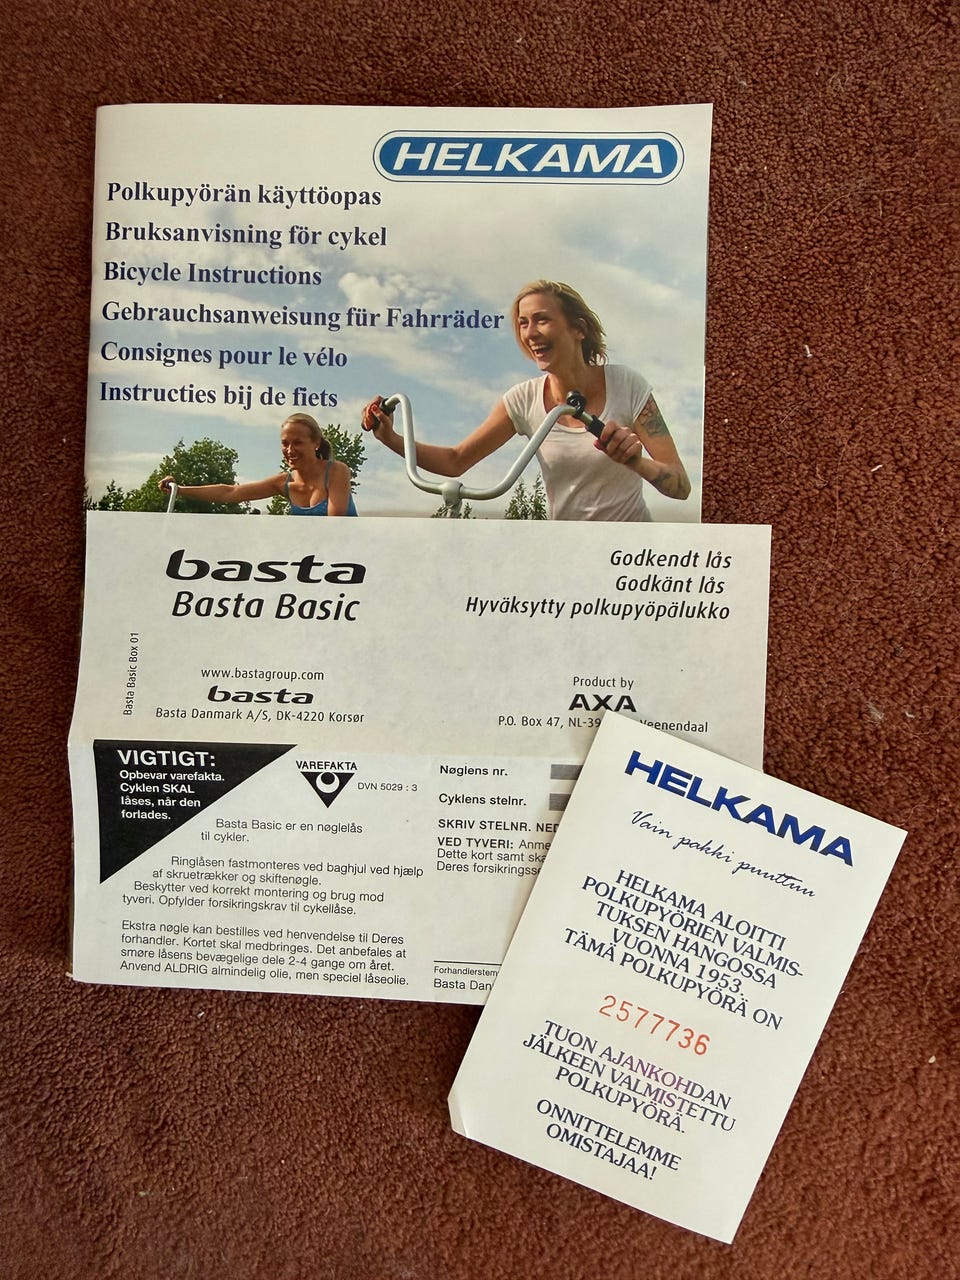 HELKAMA
Polkupyörän käyttöopas
Bruksanvisning för cykel
Bicycle Instructions
Gebrauchsanweisung für Fahrräder
Consignes pour le vélo
Instructies bij de fiets
basta
Basta Basic
Godkendt lås
Godkänt lås
Hyväksytty polkupyöpälukko
Basta Basic Box 01
www.bastagroup.com
basta
Basta Danmark A/S, DK-4220 Korsør
Product by
AXA
P.O. Box 47, NL-39 Veenendaal
VIGTIGT:
Opbevar varefakta.
Cyklen SKAL
låses, når den
forlades.
VAREFAKTA
DVN 5029 : 3
Basta Basic er en nøglelås
til cykler.
Ringlåsen fastmonteres ved baghjul ved hjælp
af skruetrækker og skiftenøgle.
Beskytter ved korrekt montering og brug mod
tyveri. Opfylder forsikringskrav til cykellåse.
Ekstra nøgle kan bestilles ved henvendelse til Deres
forhandler. Kortet skal medbringes. Det anbefales at
smøre låsens bevægelige dele 2-4 gange om året.
Anvend ALDRIG almindelig olie, men speciel låseolie.
Nøglens nr.
Cyklens stelnr.
SKRIV STELNR. NED
VED TYVERI: Anme
Dette kort samt ska
Deres forsikringsse
Forhandlerstem
Basta Dan
HELKAMA
Vain pakki puuttuu
HELKAMA ALOITTI
POLKUPYÖRIEN VALMIS-
TUKSEN HANGOSSA
VUONNA 1953.
TÄMÄ POLKUPYÖRÄ ON
2577736
TUON AJANKOHDAN
JÄLKEEN VALMISTETTU
POLKUPYÖRÄ.
ONNITTELEMME
OMISTAJAA!